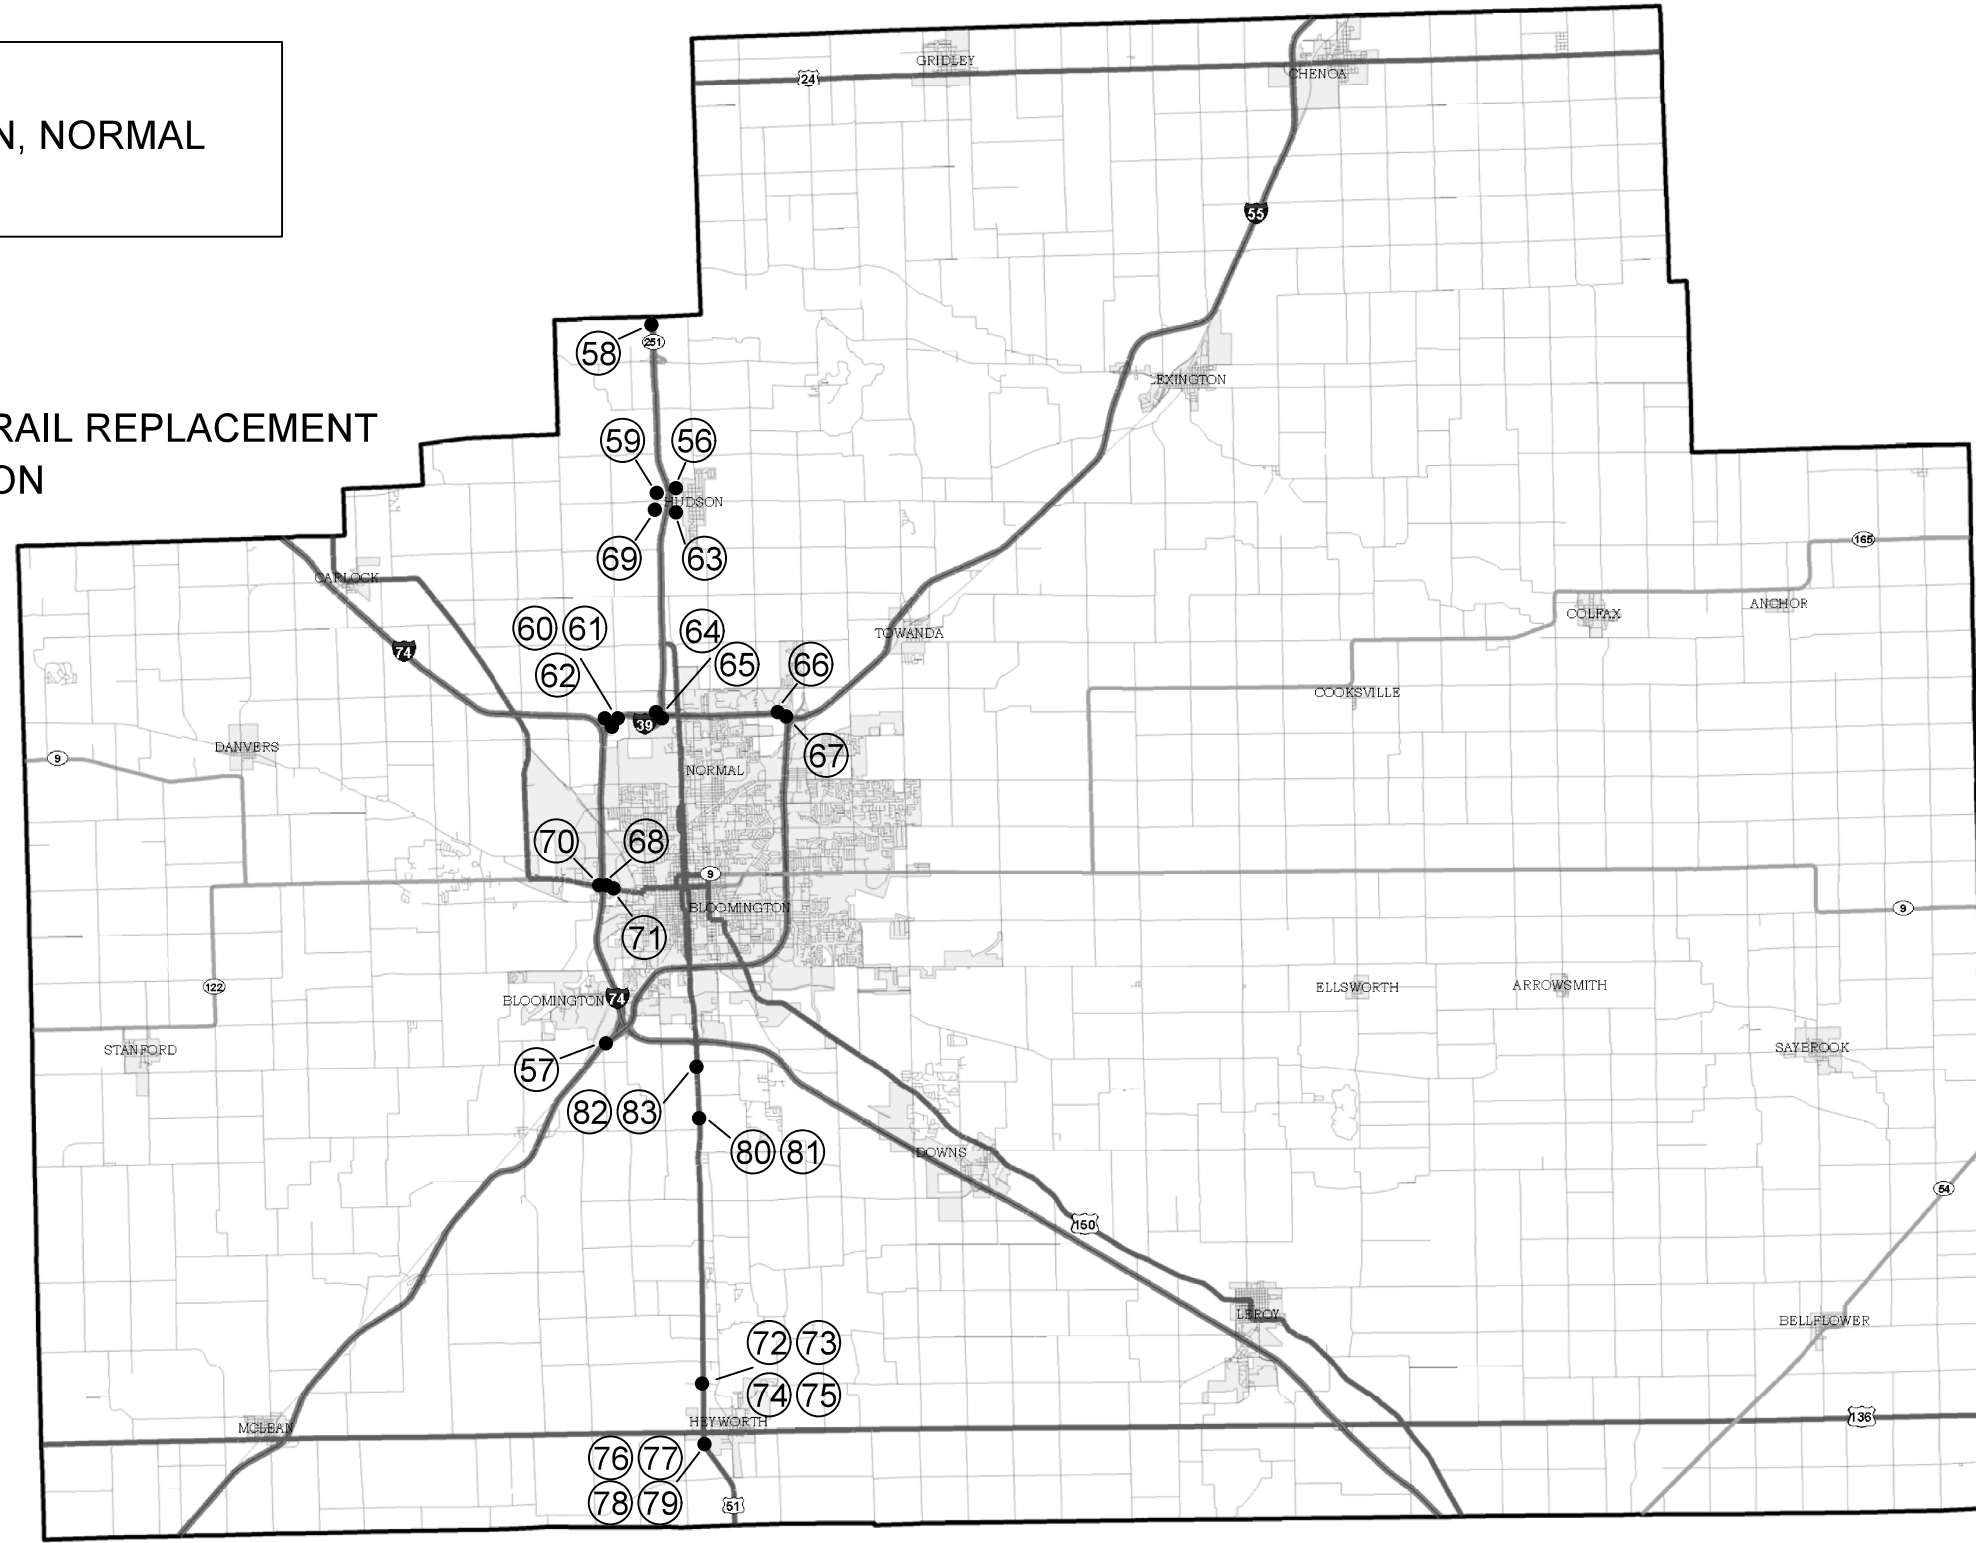 N, NORMAL
RAIL REPLACEMENT
ON
GRIDLEY
24
CHENOA
55
58
251
LEXINGTON
59 56
HUDSON
69 63
165
CARLOCK
COLFAX
ANCHOR
60 61 64
TOWANDA
74
62 65 66
COOKSVILLE
39
DANVERS
9
67
NORMAL
70 68
9
BLOOMINGTON
9
71
122
BLOOMINGTON
74
ELLSWORTH
ARROWSMITH
STANFORD
SAYBROOK
57
82 83
80 81
DOWNS
54
150
LEROY
BELLFLOWER
72 73
74 75
HEYWORTH
MCLEAN
136
76 77
78 79
51